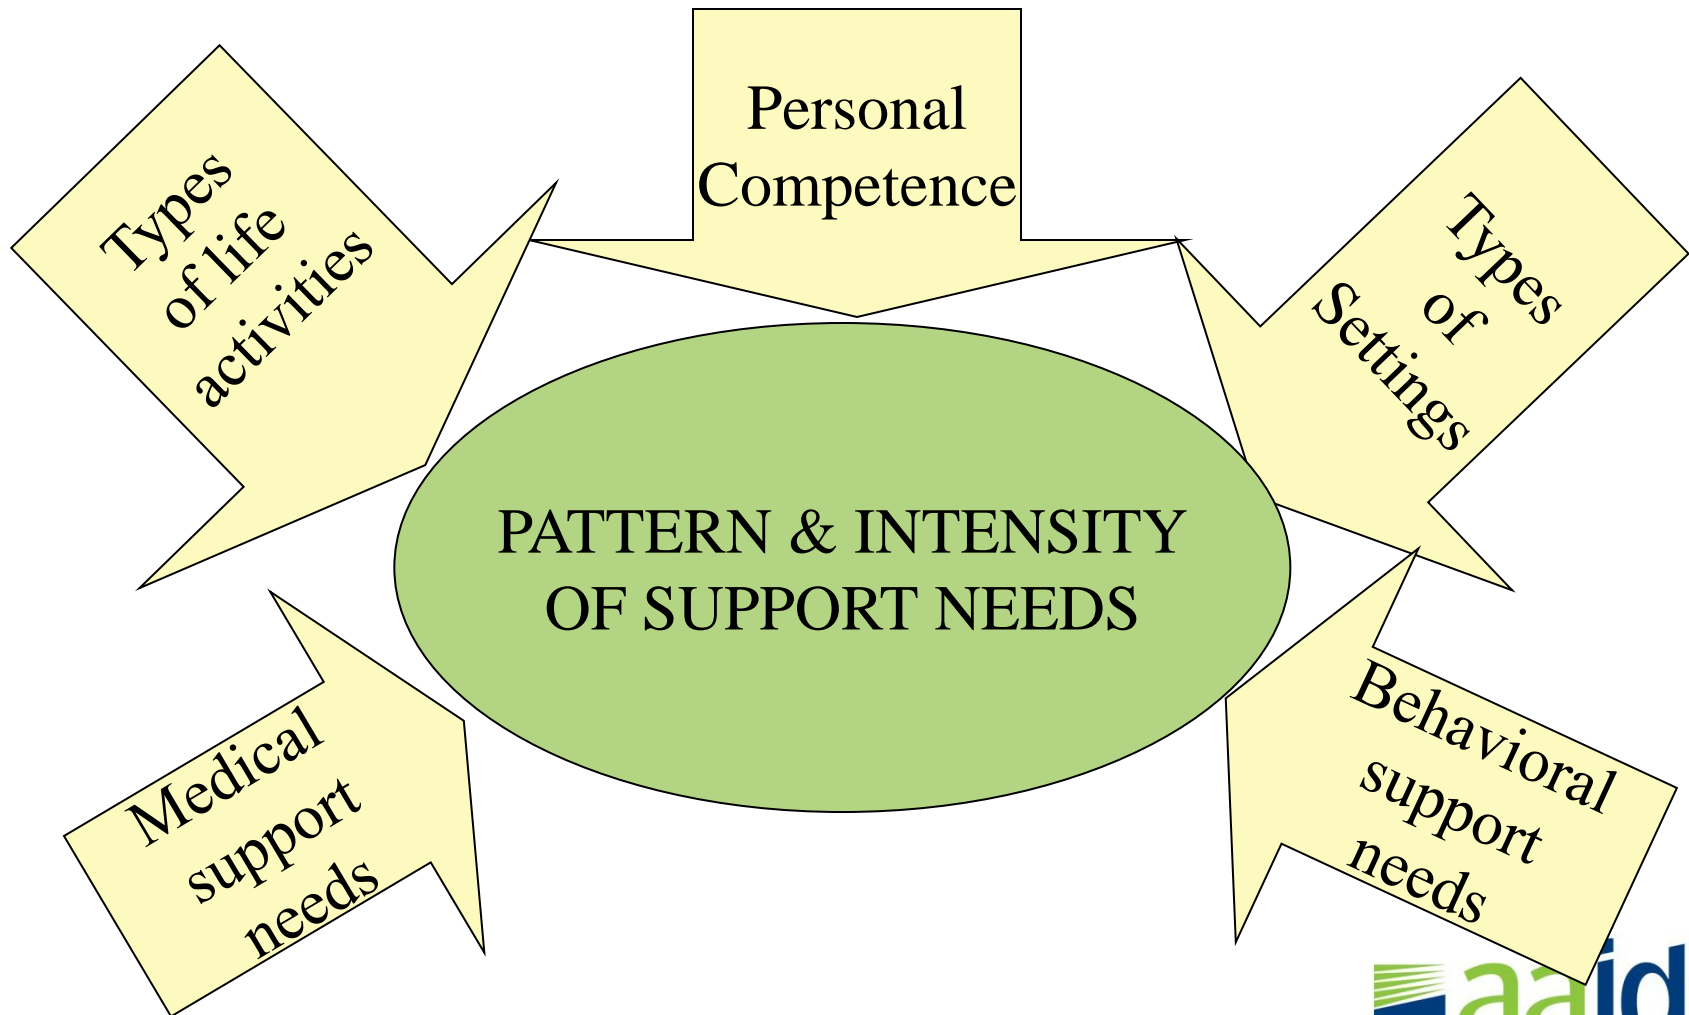 Personal
Competence
Types
of life
activities
Types
of
Settings
PATTERN & INTENSITY
OF SUPPORT NEEDS
Medical
support
needs
Behavioral
support
needs
aaid